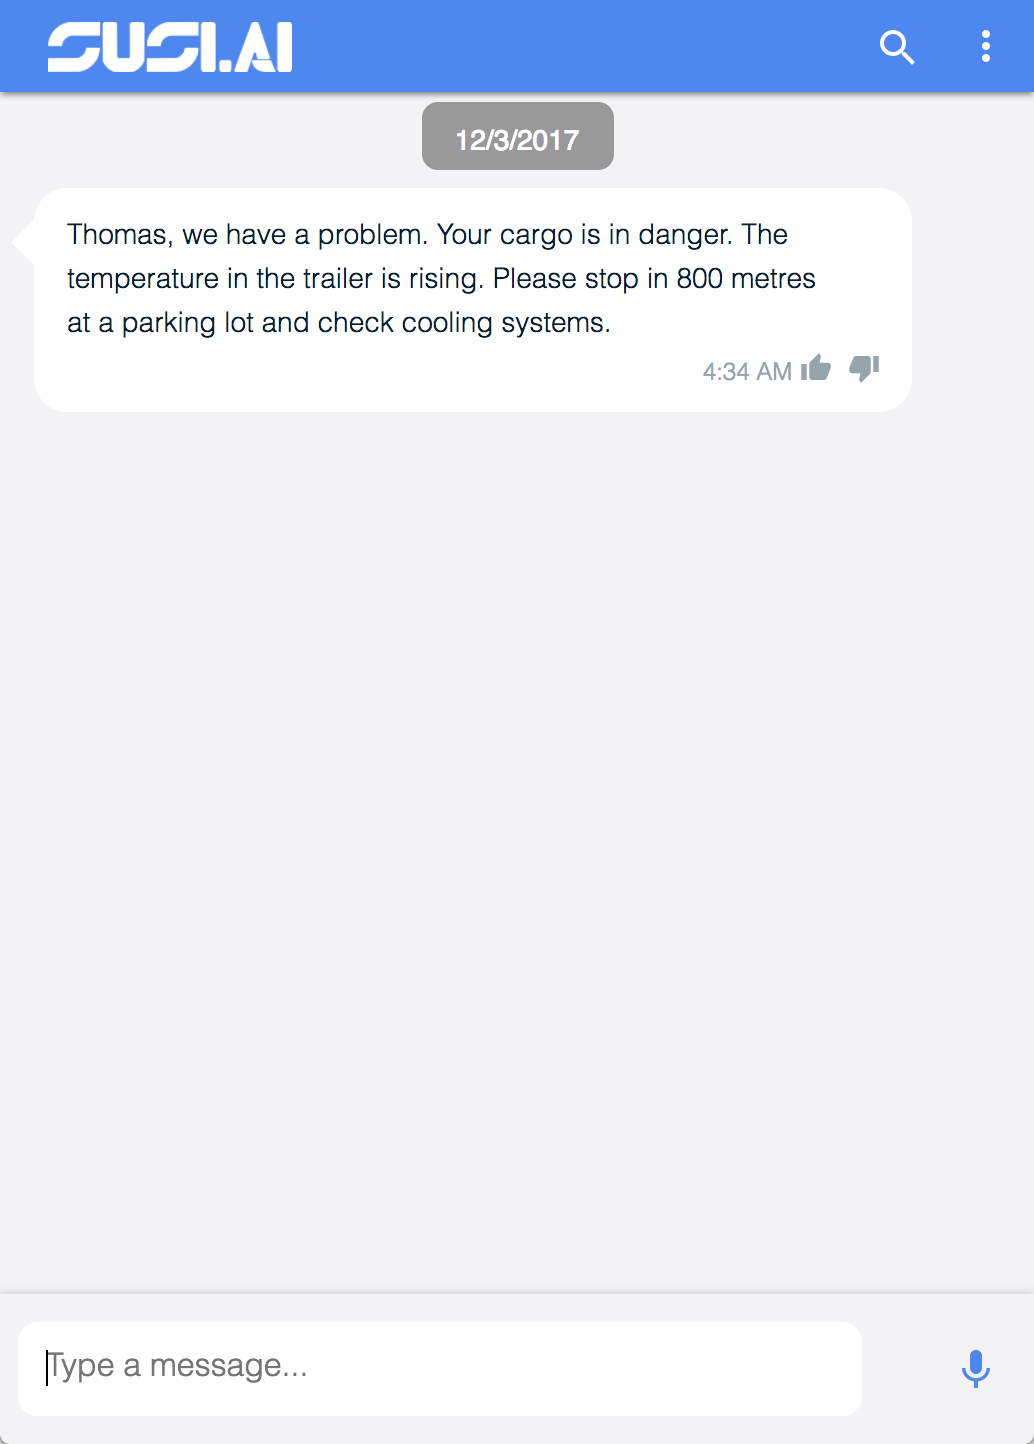 SUSI.AI
12/3/2017
Thomas, we have a problem. Your cargo is in danger. The
temperature in the trailer is rising. Please stop in 800 metres
at a parking lot and check cooling systems.
4:34 AM
Type a message...